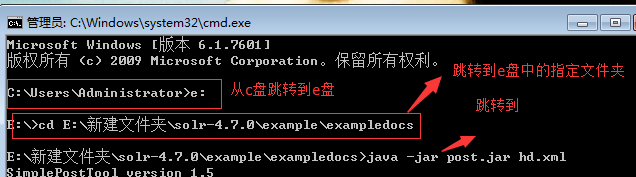 管理员: C:\Windows\system32\cmd.exe
Microsoft Windows [版本 6.1.7601]
版权所有 (c) 2009 Microsoft Corporation。保留所有权利。
跳转到e盘中的指定文件夹
C:\Users\Administrator>e:
从c盘跳转到e盘
跳转到
E:\>cd E:\新建文件夹\solr-4.7.0\example\exampledocs
E:\新建文件夹\solr-4.7.0\example\exampledocs>java -jar post.jar hd.xml
SimplePostTool version 1.5